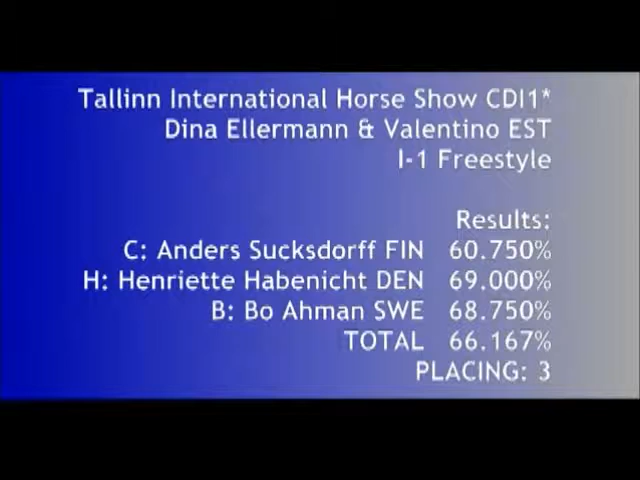 Tallinn International Horse Show CDI1*
Dina Ellermann & Valentino EST
I-1 Freestyle
Results:
C: Anders Sucksdorff FIN 60.750%
H: Henriette Habenicht DEN 69.000%
B: Bo Ahman SWE 68.750%
TOTAL 66.167%
PLACING: 3